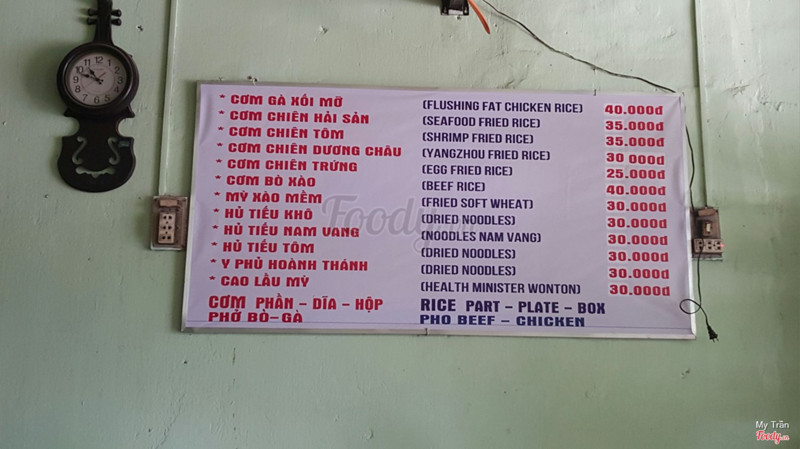 * CƠM GÀ XỐI MỠ (FLUSHING FAT CHICKEN RICE) 40.000đ
* CƠM CHIÊN HẢI SẢN (SEAFOOD FRIED RICE) 35.000đ
* CƠM CHIÊN TÔM (SHRIMP FRIED RICE) 35.000đ
* CƠM CHIÊN DƯƠNG CHÂU (YANGZHOU FRIED RICE) 30 000đ
* CƠM CHIÊN TRỨNG (EGG FRIED RICE) 25.000đ
* CƠM BÒ XÀO (BEEF RICE) 40.000đ
* MỲ XÀO MỀM (FRIED SOFT WHEAT) 30.000đ
* HỦ TIẾU KHÔ (DRIED NOODLES) 30.000đ
* HỦ TIẾU NAM VANG (NOODLES NAM VANG) 30.000đ
* HỦ TIẾU TÔM (DRIED NOODLES) 30.000đ
* Y PHỦ HOÀNH THÁNH (DRIED NOODLES) 30.000đ
* CAO LẦU MỲ (HEALTH MINISTER WONTON) 30.000đ
CƠM PHẦN - DĨA - HỘP RICE PART - PLATE - BOX
PHỞ BÒ-GÀ PHO BEEF - CHICKEN
Foody.vn
My Trần
Foody.vn